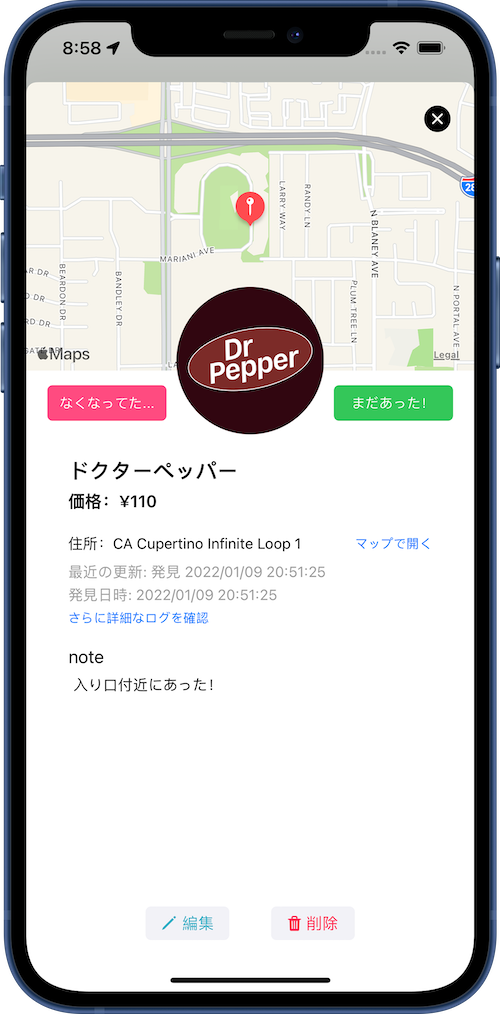 8:58
28
LARRY WAY
RANDY LN
N BLANEY AVE
MARIANI AVE
AR DR
BEARDON DR
BANDLEY DR
RD DR
PLUM TREE LN
N PORTAL AVE
Maps
Legal
Dr
Pepper
なくなってた...
まだあった!
ドクターペッパー
価格: ¥110
住所: CA Cupertino Infinite Loop 1
マップで開く
最近の更新: 発見 2022/01/09 20:51:25
発見日時: 2022/01/09 20:51:25
さらに詳細なログを確認
note
入り口付近にあった!
編集
削除